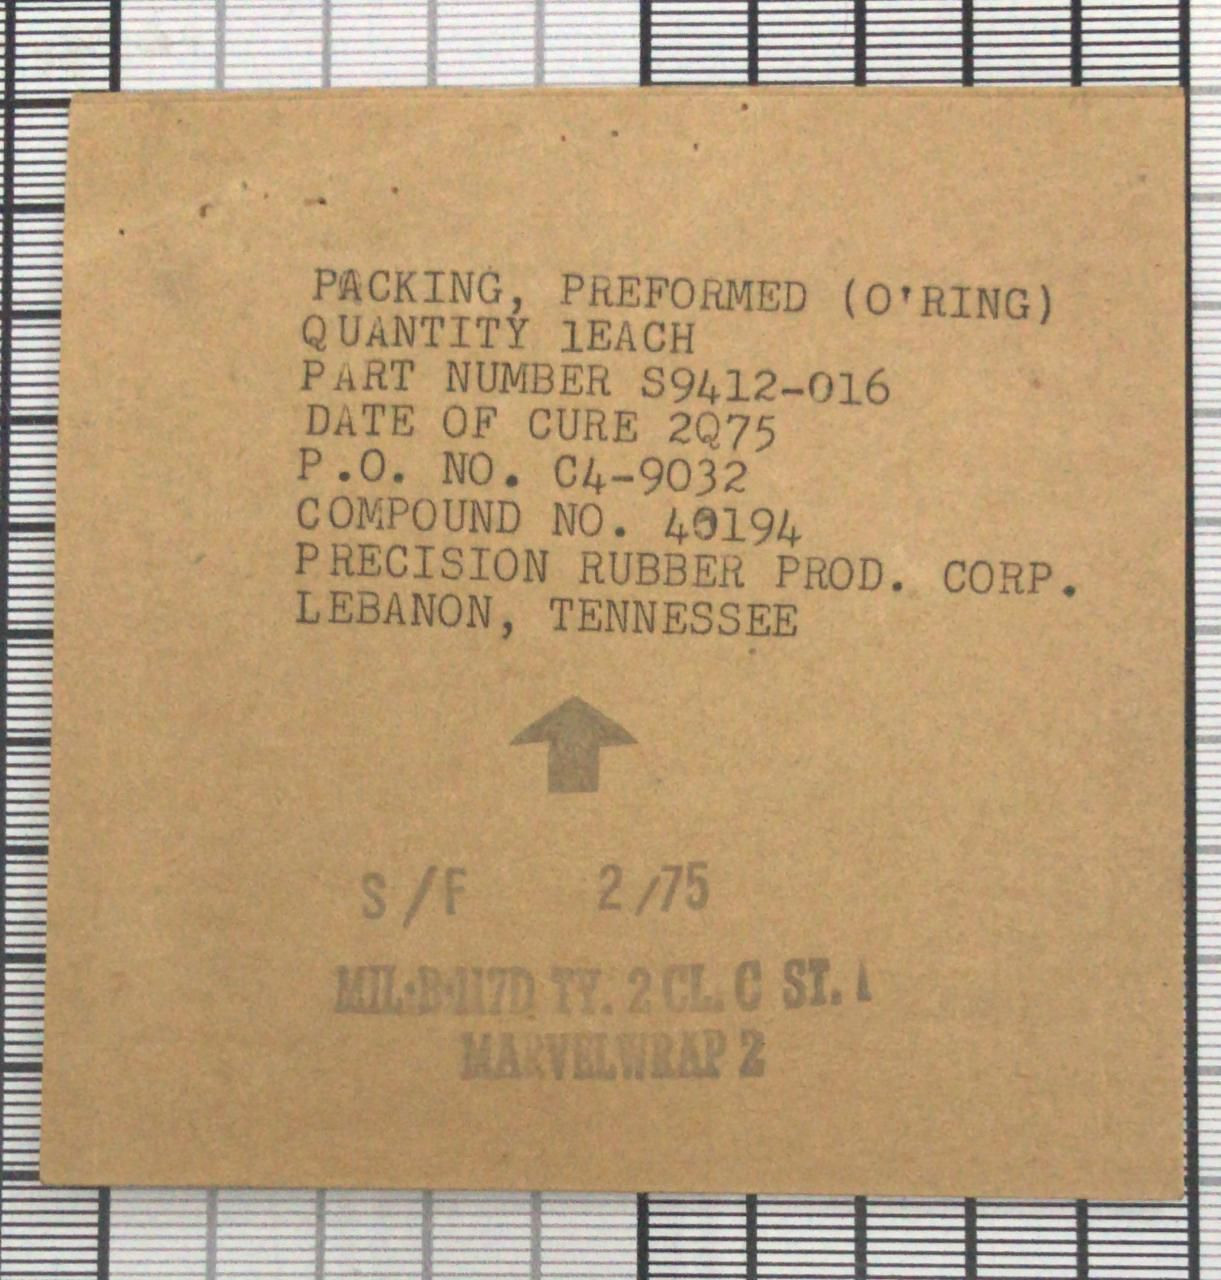 PACKING, PREFORMED (O'RING)
QUANTITY 1EACH
PART NUMBER S9412-016
DATE OF CURE 2Q75
P.O. NO. C4-9032
COMPOUND NO. 40194
PRECISION RUBBER PROD. CORP.
LEBANON, TENNESSEE
S/F 2/75
MIL-B-117D TY. 2 CL. C ST. 1
MARVELWRAP 2